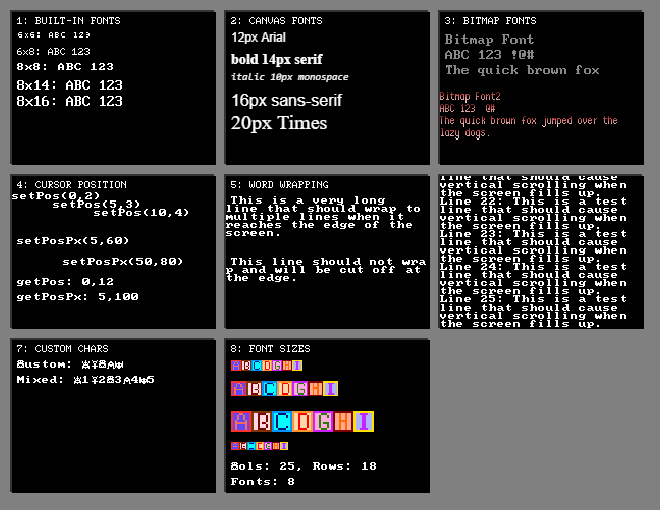 1: BUILT-IN FONTS
6x6: ABC 123
6x8: ABC 123
8x8: ABC 123
8x14: ABC 123
8x16: ABC 123
2: CANVAS FONTS
12px Arial
bold 14px serif
italic 10px monospace
16px sans-serif
20px Times
3: BITMAP FONTS
Bitmap Font
ABC 123 !@#
The quick brown fox
Bitmap Font2
ABC 123 @#
The quick brown fox jumped over the
lazy dogs.
4: CURSOR POSITION
setPos(0,2)
setpos(5,3)
setpos(10,4)
setPosPx(5,60)
setPosPx(50,80)
getPos: 0,12
getPosPx: 5,100
5: WORD WRAPPING
This is a very long
line that should wrap to
multiple lines when it
reaches the edge of the
screen.
This line should not wra
p and will be cut off at
the edge.
line that should cause
vertical scrolling when
the screen fills up.
Line 22: This is a test
line that should cause
vertical scrolling when
the screen fills up.
Line 23: This is a test
line that should cause
vertical scrolling when
the screen fills up.
Line 24: This is a test
line that should cause
vertical scrolling when
the screen fills up.
Line 25: This is a test
line that should cause
vertical scrolling when
the screen fills up.
7: CUSTOM CHARS
Mixed:
8: FONT SIZES
ABCDGHI
ABCDGHI
ABCDGHI
ABCDGHI
25, Rows: 18
Fonts: 8